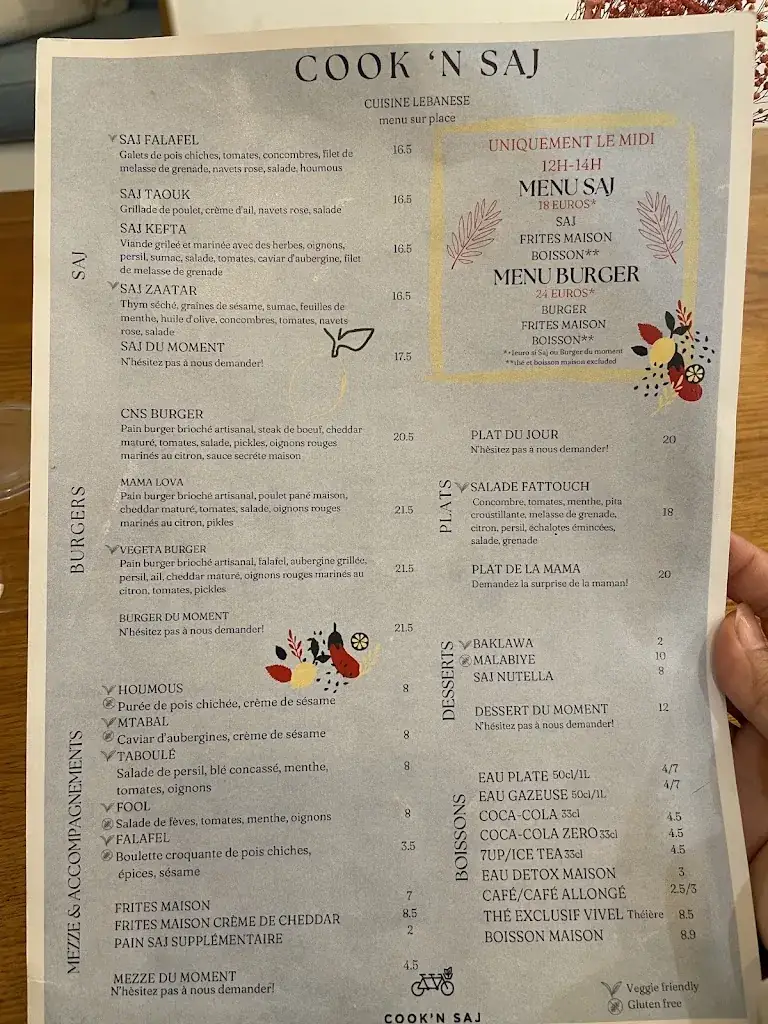 COOK 'N SAJ
CUISINE LEBANESE
menu sur place
SAJ
SAJ FALAFEL 16.5
Galets de pois chiches, tomates, concombres, filet de
melasse de grenade, navets rose, salade, houmous
SAJ TAOUK 16.5
Grillade de poulet, crème d'ail, navets rose, salade
SAJ KEFTA
Viande grileé et marinée avec des herbes, oignons, 16.5
persil, sumac, salade, tomates, caviar d'aubergine, filet
de melasse de grenade
SAJ ZAATAR 16.5
Thym séché, graines de sésame, sumac, feuilles de
menthe, huile d'olive, concombres, tomates, navets
rose, salade
SAJ DU MOMENT 17.5
N'hésitez pas à nous demander!
UNIQUEMENT LE MIDI
12H-14H
MENU SAJ
18 EUROS*
SAJ
FRITES MAISON
BOISSON**
MENU BURGER
24 EUROS*
BURGER
FRITES MAISON
BOISSON**
*+1euro si Saj ou Burger du moment
**thé et boisson maison excluded
BURGERS
CNS BURGER
Pain burger brioché artisanal, steak de boeuf, cheddar 20.5
maturé, tomates, salade, pickles, oignons rouges
marinés au citron, sauce secréte maison
MAMA LOVA
Pain burger brioché artisanal, poulet pané maison,
cheddar maturé, tomates, salade, oignons rouges 21.5
marinés au citron, pikles
VEGETA BURGER
Pain burger brioché artisanal, falafel, aubergine grillée, 21.5
persil, ail, cheddar maturé, oignons rouges marinés au
citron, tomates, pickles
BURGER DU MOMENT
N'hésitez pas à nous demander! 21.5
PLATS
PLAT DU JOUR 20
N'hésitez pas à nous demander!
SALADE FATTOUCH
Concombre, tomates, menthe, pita
croustillante, melasse de grenade, 18
citron, persil, échalotes émincées,
salade, grenade
PLAT DE LA MAMA 20
Demandez la surprise de la maman!
DESSERTS
BAKLAWA 2
MALABIYE 10
SAJ NUTELLA 8
DESSERT DU MOMENT 12
N'hésitez pas à nous demander!
MEZZE & ACCOMPAGNEMENTS
HOUMOUS 8
Purée de pois chichée, crème de sésame
MTABAL
Caviar d'aubergines, crème de sésame 8
TABOULÉ
Salade de persil, blé concassé, menthe, 8
tomates, oignons
FOOL
Salade de fèves, tomates, menthe, oignons 8
FALAFEL
Boulette croquante de pois chiches, 3.5
épices, sésame
FRITES MAISON 7
FRITES MAISON CRÈME DE CHEDDAR 8.5
PAIN SAJ SUPPLÉMENTAIRE 2
MEZZE DU MOMENT 4.5
N'hésitez pas à nous demander!
BOISSONS
EAU PLATE 50cl/1L 4/7
EAU GAZEUSE 50cl/1L 4/7
COCA-COLA 33cl 4.5
COCA-COLA ZERO 33cl 4.5
7UP/ICE TEA 33cl 4.5
EAU DETOX MAISON 3
CAFÉ/CAFÉ ALLONGÉ 2.5/3
THÉ EXCLUSIF VIVEL Théière 8.5
BOISSON MAISON 8.9
Veggie friendly
Gluten free
COOK'N SAJ